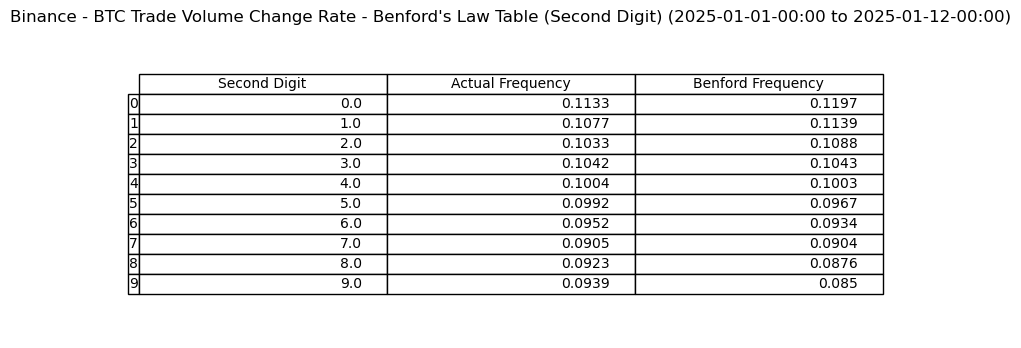 Binance - BTC Trade Volume Change Rate - Benford's Law Table (Second Digit) (2025-01-01-00:00 to 2025-01-12-00:00)
Second Digit Actual Frequency Benford Frequency
0 0.0 0.1133 0.1197
1 1.0 0.1077 0.1139
2 2.0 0.1033 0.1088
3 3.0 0.1042 0.1043
4 4.0 0.1004 0.1003
5 5.0 0.0992 0.0967
6 6.0 0.0952 0.0934
7 7.0 0.0905 0.0904
8 8.0 0.0923 0.0876
9 9.0 0.0939 0.085